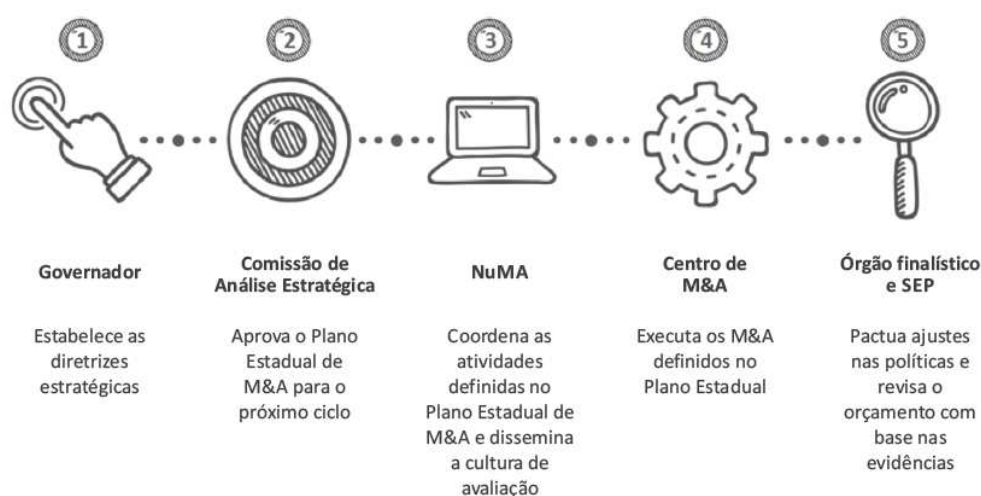 1
2
3
4
5
Governador
Estabelece as
diretrizes
estratégicas
Comissão de
Análise Estratégica
Aprova o Plano
Estadual de
M&A para o
próximo ciclo
NuMA
Coordena as
atividades
definidas no
Plano Estadual de
M&A e dissemina
a cultura de
avaliação
Centro de
M&A
Executa os M&A
definidos no
Plano Estadual
Órgão finalístico
e SEP
Pactua ajustes
nas políticas e
revisa o
orçamento com
base nas
evidências